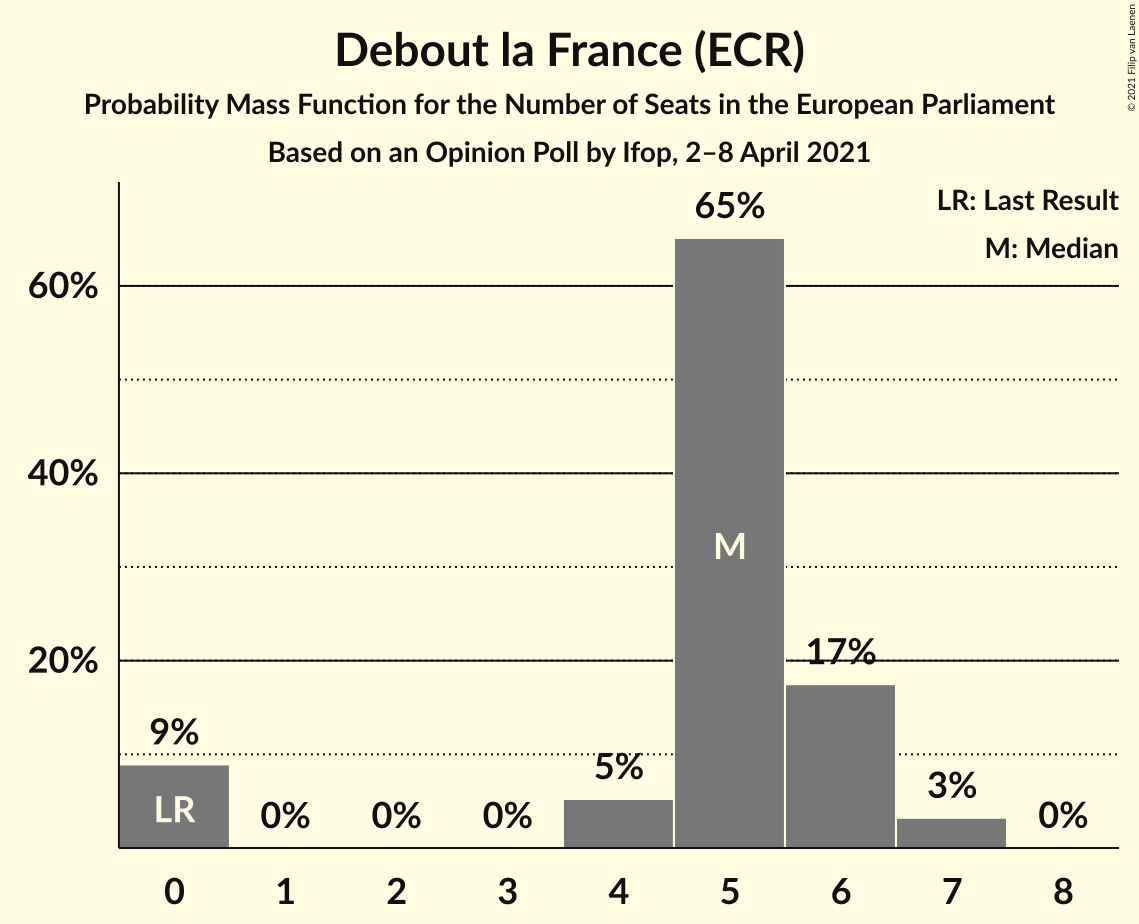 Debout la France (ECR)
Probability Mass Function for the Number of Seats in the European Parliament
Based on an Opinion Poll by Ifop, 2–8 April 2021
© 2021 Filip van Laenen
LR: Last Result
M: Median
60%
40%
20%
9%
0%
0%
0%
5%
65%
17%
3%
0%
LR
M
0
1
2
3
4
5
6
7
8